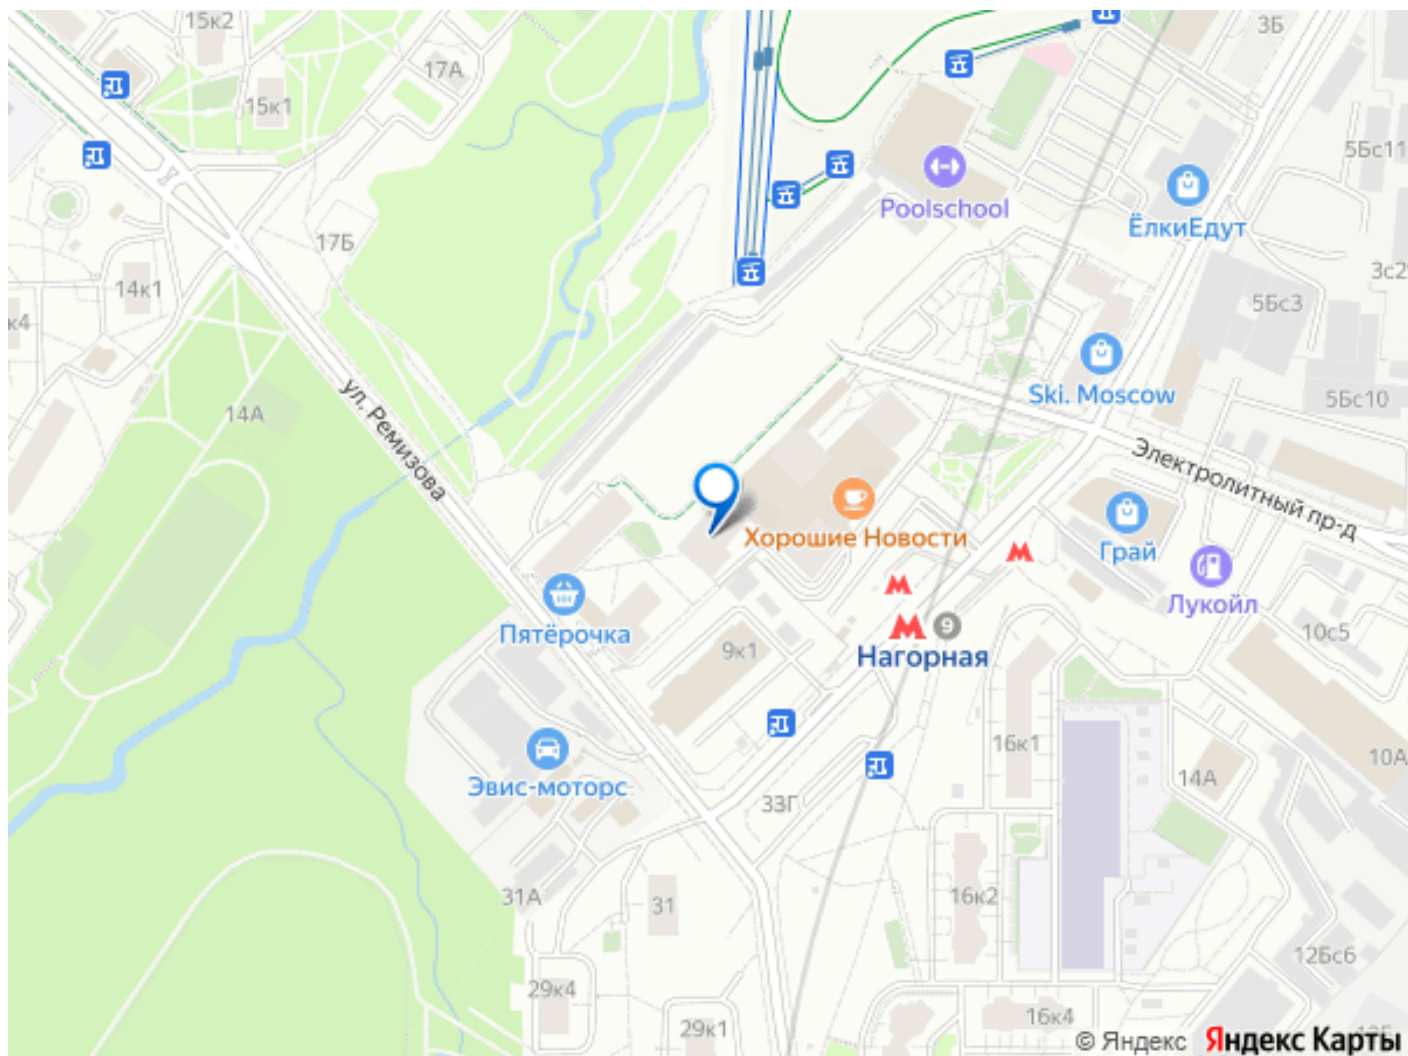 15к2
3Б
17А
15к1
5Бс11
Poolschool
ЁлкиЕдут
17Б
3с2
14к1
5Бс3
к4
Ski. Moscow
5Бс10
14А
ул. Ремизова
Электролитный пр-д
Хорошие Новости
Грай
Лукойл
Пятёрочка
9
10с5
9к1
Нагорная
16к1
10А
14А
Эвис-моторс
33Г
31А
31
16к2
12Бс6
29к4
29к1
16к4
© Яндекс Яндекс Карты